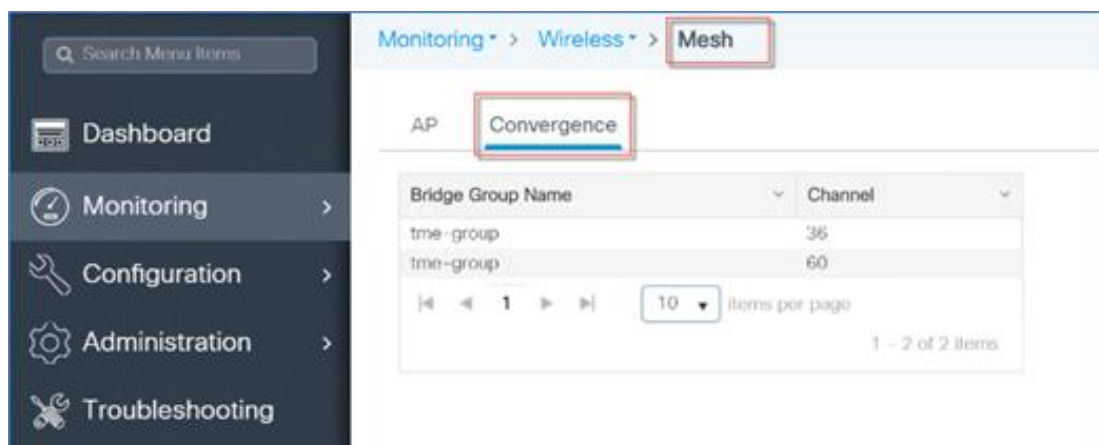 Search Menu Items
Dashboard
Monitoring
Configuration
Administration
Troubleshooting
Monitoring > Wireless > Mesh
AP Convergence
Bridge Group Name Channel
tme-group 36
tme-group 60
1 10 items per page
1 - 2 of 2 items